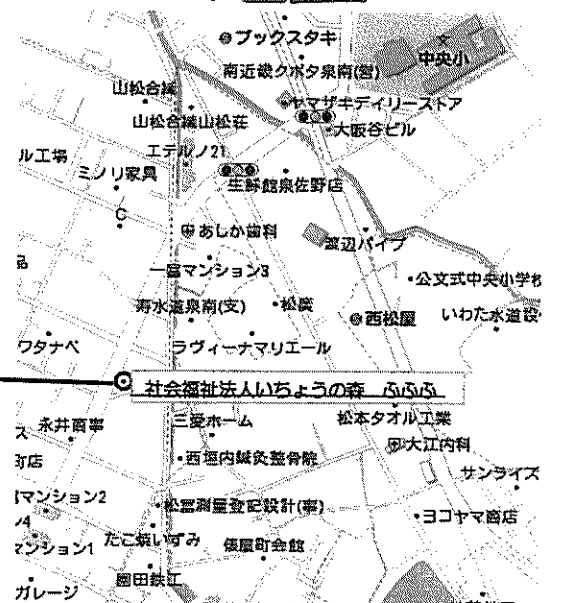 ブックスタキ
中央小
南近畿クボタ泉南(営)
山松合繊
ヤマザキデイリーストア
山松合繊山松荘
大阪谷ビル
ル工場
エテルノ21
ミノリ家具
生鮮館泉佐野店
C
あしか歯科
渡辺パイプ
品
一富マンション3
公文式中央小学校
寿水道泉南(支)
松廣
西松屋
いわた水道設
ワタナベ
ラヴィーナマリエール
社会福祉法人いちょうの森 ふふふ
三愛ホーム
松本タオル工業
ス
永井商事
大江内科
町店
西垣内鍼灸整骨院
サンライズ
マンション2
松宮測量登記設計(事)
ヨコヤマ商店
マンション1
たこ焼いずみ
俵屋町会館
園田鉄工
ガレージ